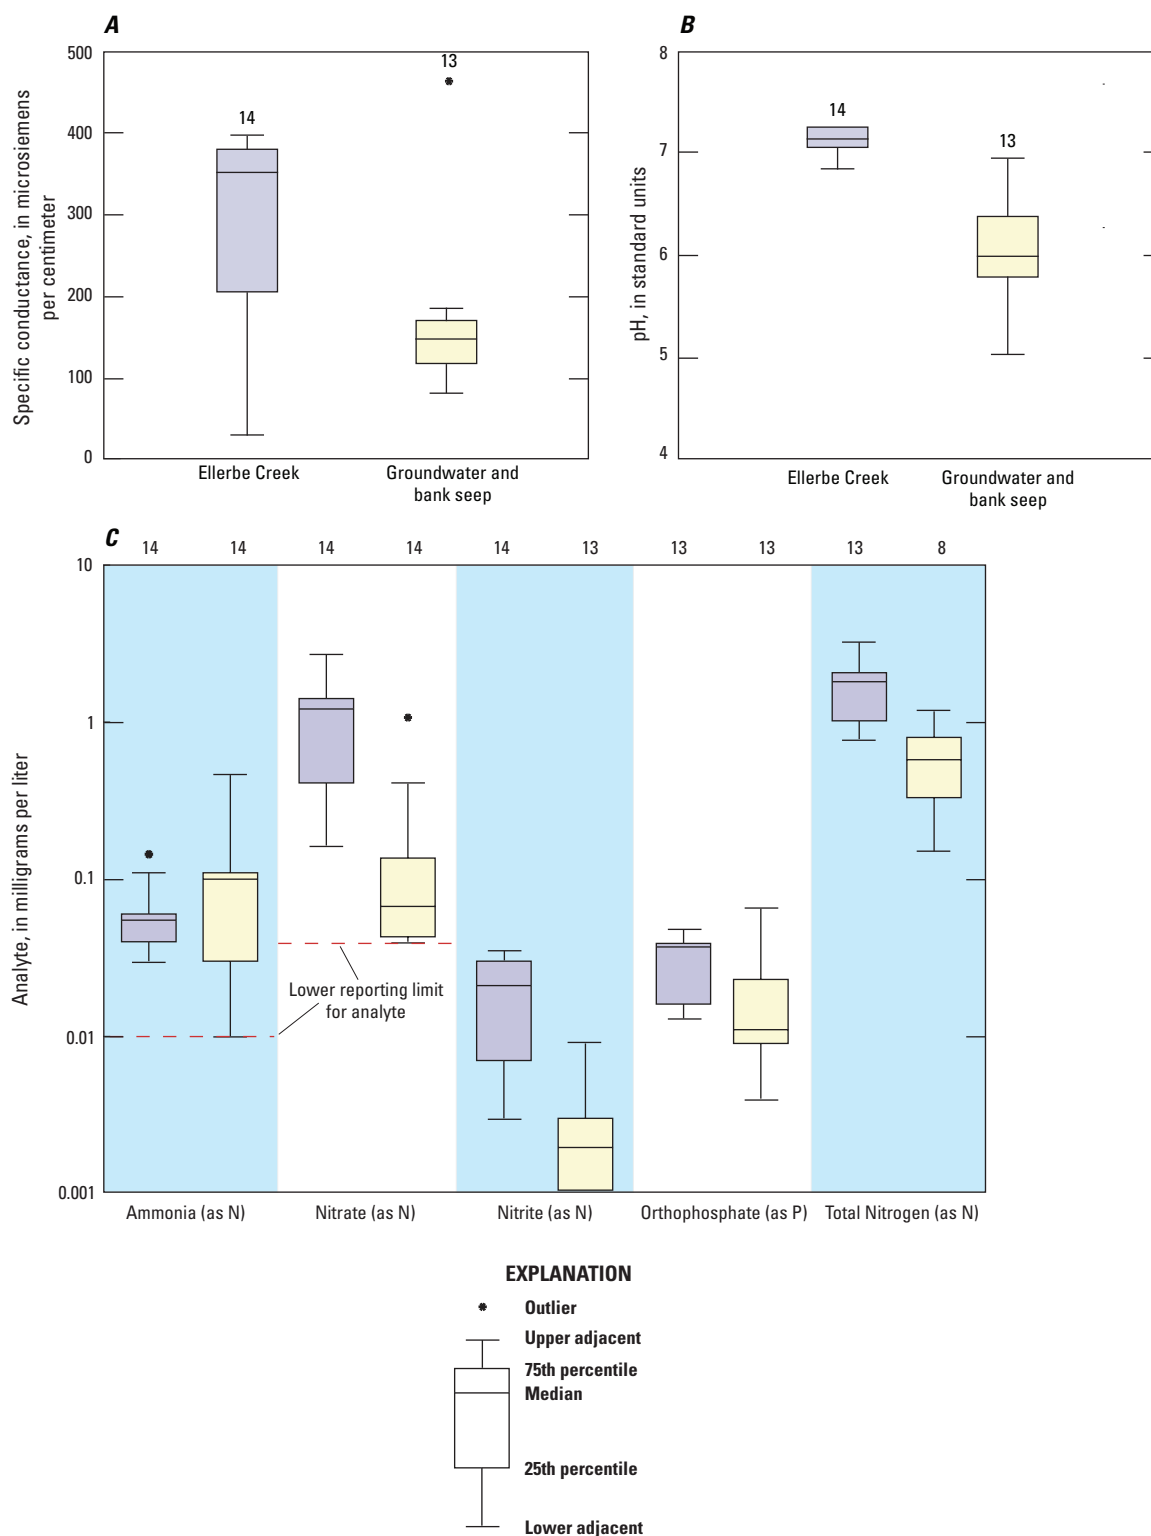 A
Specific conductance, in microsiemens
per centimeter
500
400
300
200
100
0
14
13
Ellerbe Creek
Groundwater and
bank seep
B
pH, in standard units
8
7
6
5
4
14
13
Ellerbe Creek
Groundwater and
bank seep
C
14 14 14 14 14 13 13 13 13 8
Analyte, in milligrams per liter
10
1
0.1
0.01
0.001
Lower reporting limit
for analyte
Ammonia (as N) Nitrate (as N) Nitrite (as N) Orthophosphate (as P) Total Nitrogen (as N)
EXPLANATION
Outlier
Upper adjacent
75th percentile
Median
25th percentile
Lower adjacent